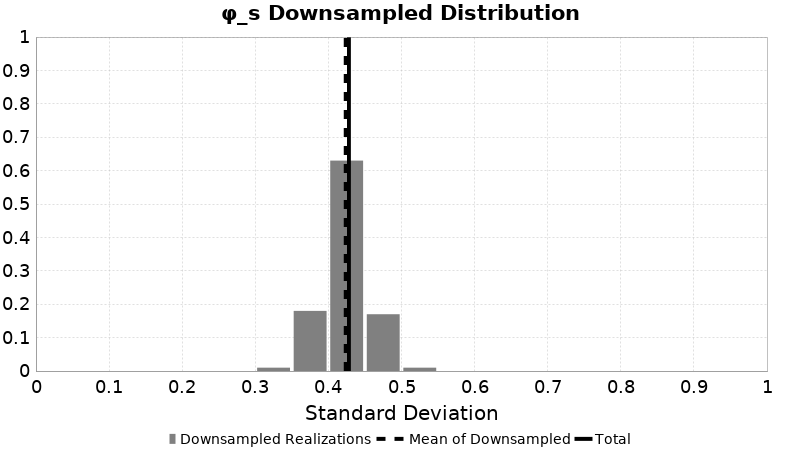 φ_s Downsampled Distribution
1
0.9
0.8
0.7
0.6
0.5
0.4
0.3
0.2
0.1
0
0 0.1 0.2 0.3 0.4 0.5 0.6 0.7 0.8 0.9 1
Standard Deviation
Downsampled Realizations Mean of Downsampled Total